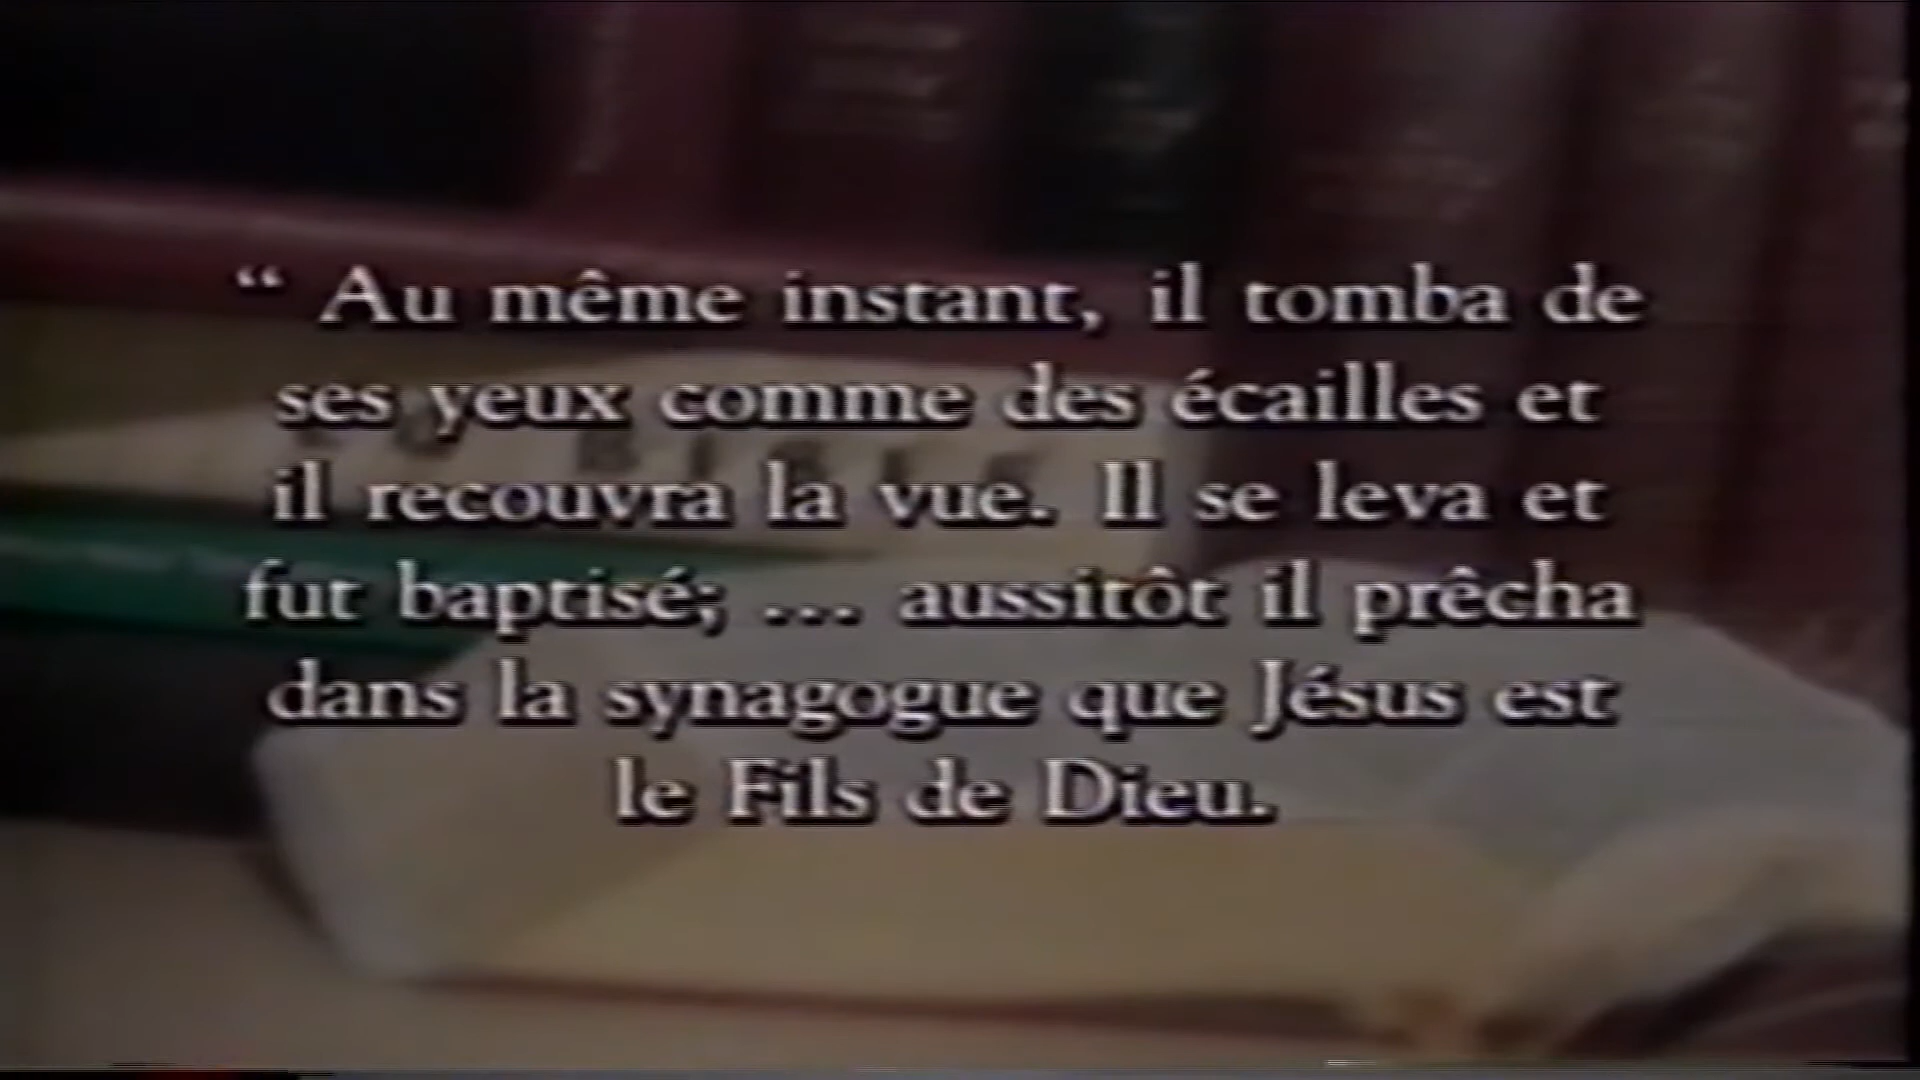 “ Au même instant, il tomba de
ses yeux comme des écailles et
il recouvra la vue. Il se leva et
fut baptisé; ... aussitôt il prêcha
dans la synagogue que Jésus est
le Fils de Dieu.